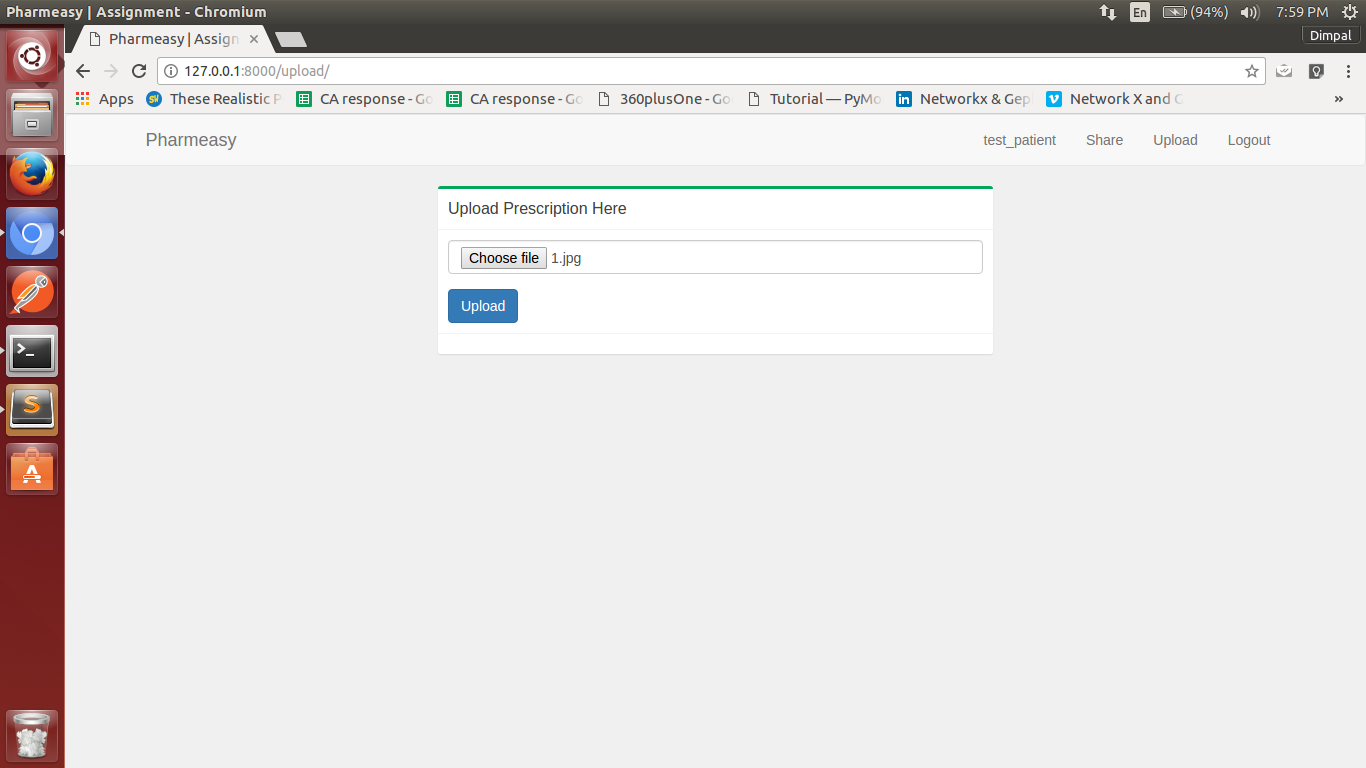 Pharmeasy | Assignment - Chromium En (94%) 7:59 PM
Pharmeasy | Assign Dimpal
127.0.0.1:8000/upload/
Apps These Realistic P CA response - Go CA response - Go 360plusOne - Go Tutorial — PyMo Networkx & Gep Network X and G »
Pharmeasy test_patient Share Upload Logout
Upload Prescription Here
Choose file 1.jpg
Upload